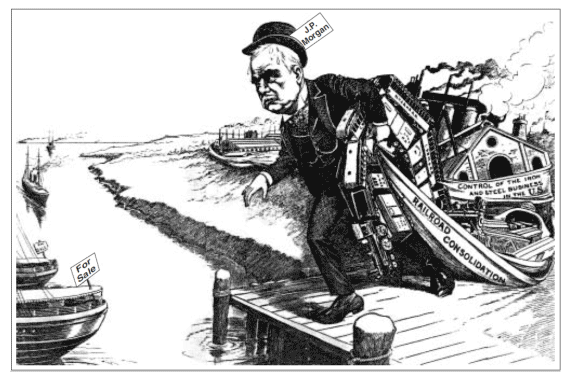 J.P.
Morgan
CONTROL OF THE IRON
AND STEEL BUSINESS
IN THE U.S.
RAILROAD
CONSOLIDATION
For
Sale